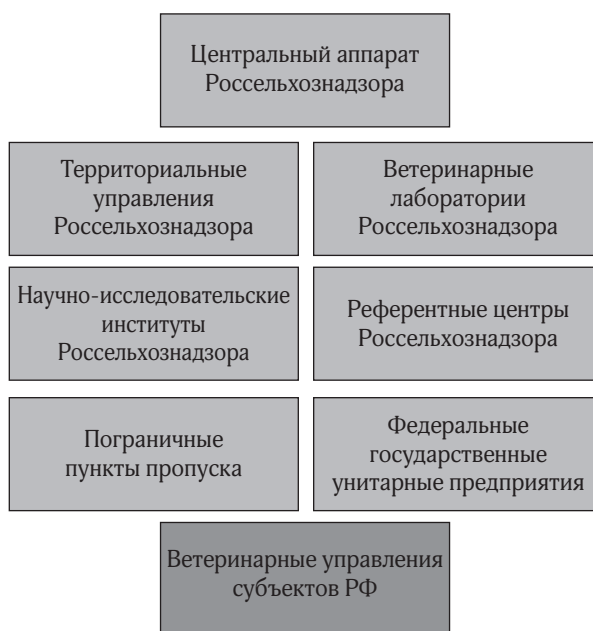 Центральный аппарат
Россельхознадзора
Территориальные
управления
Россельхознадзора
Ветеринарные
лаборатории
Россельхознадзора
Научно-исследовательские
институты
Россельхознадзора
Референтные центры
Россельхознадзора
Пограничные
пункты пропуска
Федеральные
государственные
унитарные предприятия
Ветеринарные управления
субъектов РФ